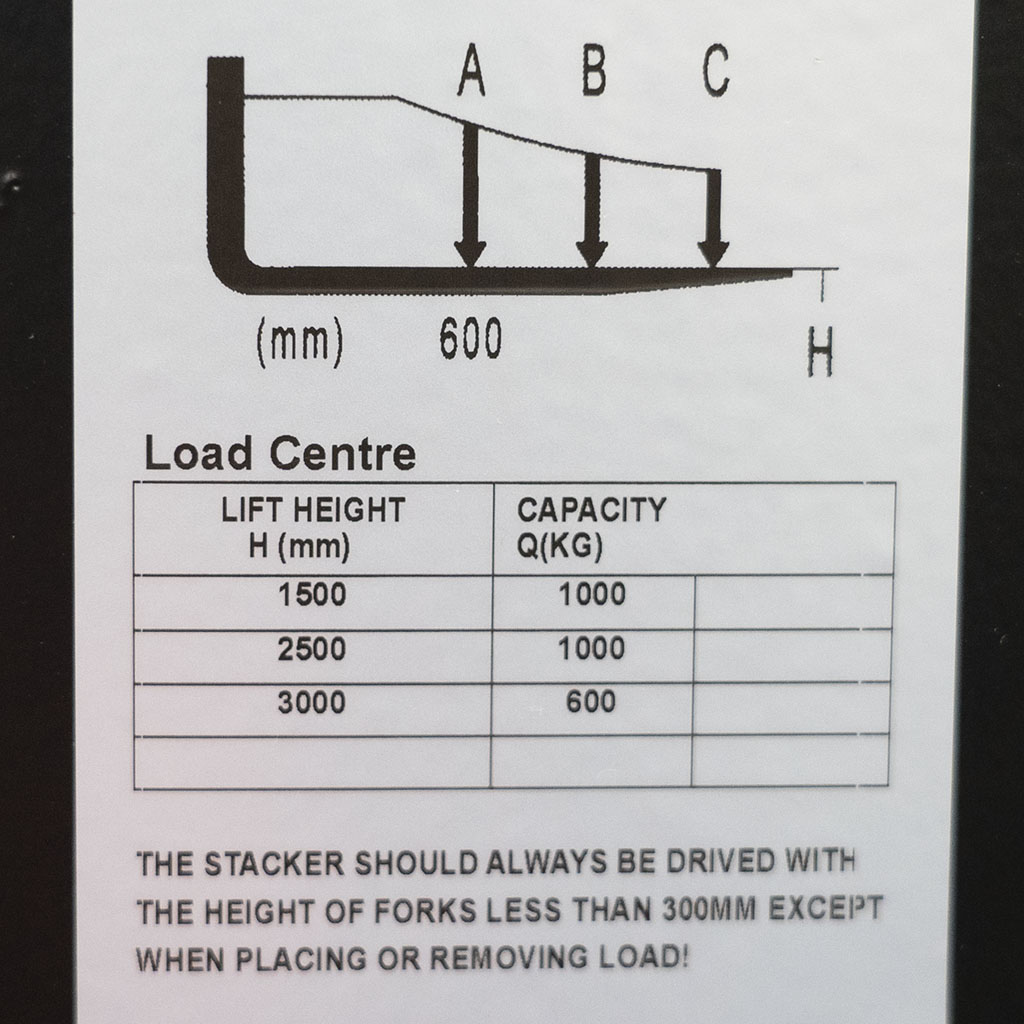 A B C
(mm) 600
H
Load Centre
LIFT HEIGHT CAPACITY
H (mm) Q(KG)
1500 1000
2500 1000
3000 600
THE STACKER SHOULD ALWAYS BE DRIVED WITH
THE HEIGHT OF FORKS LESS THAN 300MM EXCEPT
WHEN PLACING OR REMOVING LOAD!